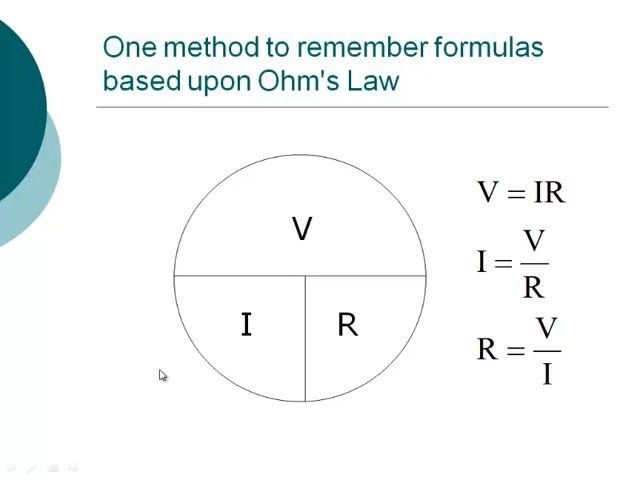 One method to remember formulas
based upon Ohm's Law
V
I R
V = IR
I = V/R
R = V/I